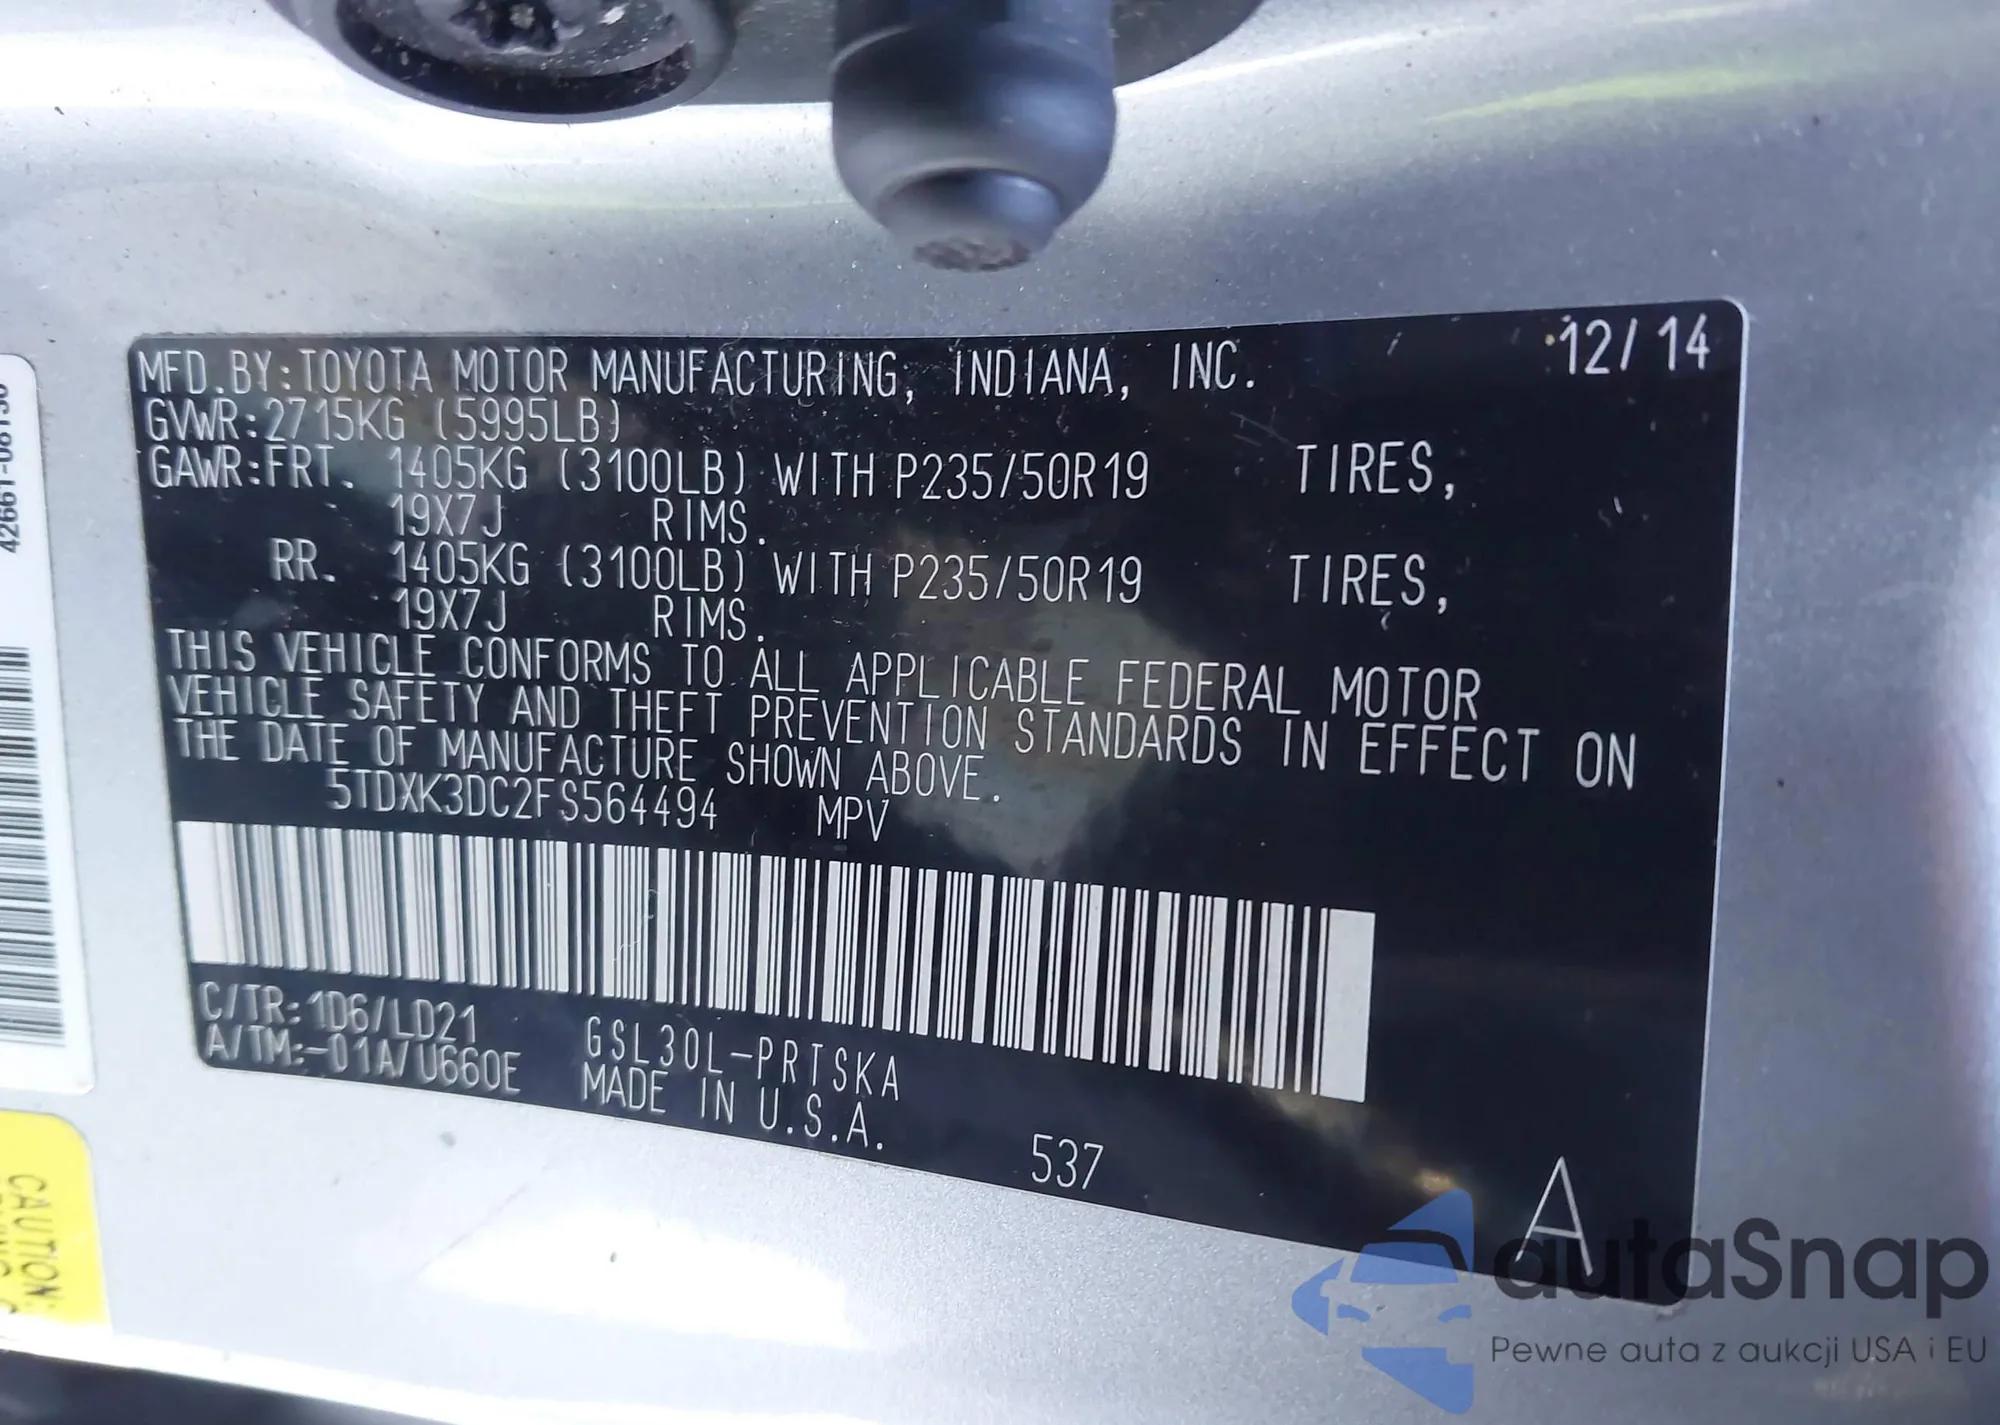 MFD.BY:TOYOTA MOTOR MANUFACTURING, INDIANA, INC. 12/14
GVWR:2715KG (5995LB)
GAWR:FRT. 1405KG (3100LB) WITH P235/50R19 TIRES,
19X7J RIMS.
RR. 1405KG (3100LB) WITH P235/50R19 TIRES,
19X7J RIMS.
THIS VEHICLE CONFORMS TO ALL APPLICABLE FEDERAL MOTOR
VEHICLE SAFETY AND THEFT PREVENTION STANDARDS IN EFFECT ON
THE DATE OF MANUFACTURE SHOWN ABOVE.
5TDXK3DC2FS564494 MPV
C/TR:1D6/LD21 GSL30L-PRTSKA
A/TM:-01A/U660E MADE IN U.S.A.
537
A
CAUTION:
autaSnap
Pewne auta z aukcji USA i EU